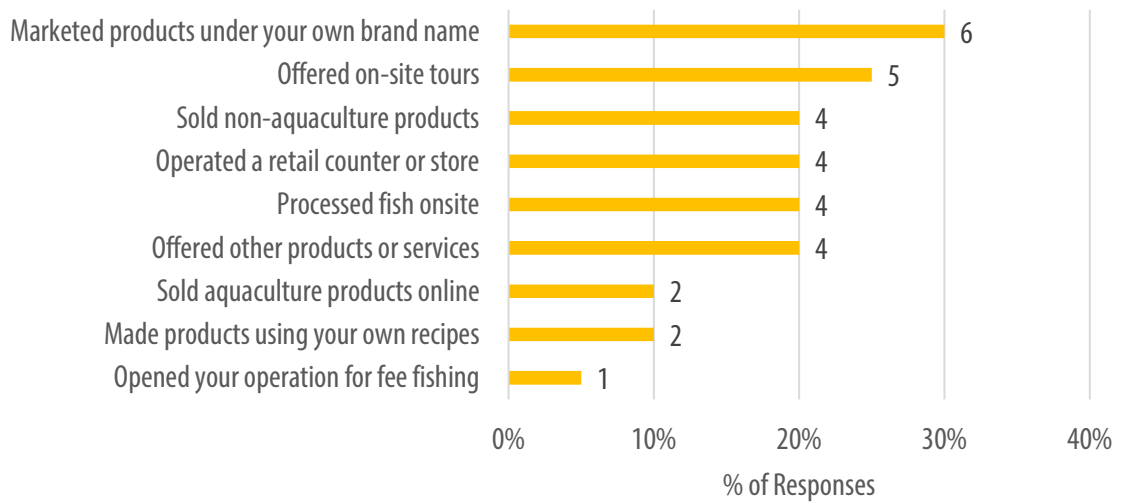 Marketed products under your own brand name 6
Offered on-site tours 5
Sold non-aquaculture products 4
Operated a retail counter or store 4
Processed fish onsite 4
Offered other products or services 4
Sold aquaculture products online 2
Made products using your own recipes 2
Opened your operation for fee fishing 1
0% 10% 20% 30% 40%
% of Responses